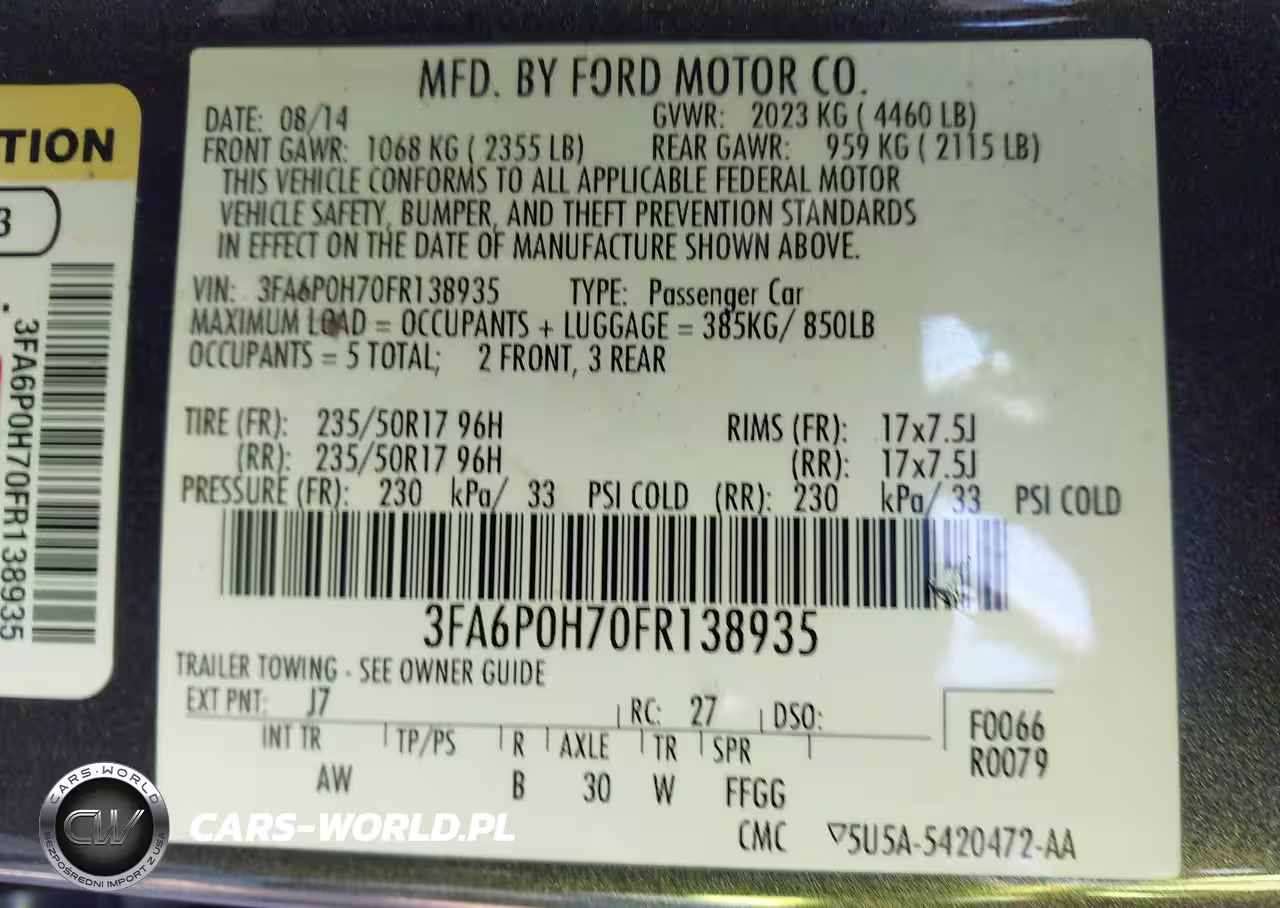 TION
3
3FA6P0H70FR138935
MFD. BY FORD MOTOR CO.
DATE: 08/14 GVWR: 2023 KG ( 4460 LB)
FRONT GAWR: 1068 KG ( 2355 LB) REAR GAWR: 959 KG ( 2115 LB)
THIS VEHICLE CONFORMS TO ALL APPLICABLE FEDERAL MOTOR
VEHICLE SAFETY, BUMPER, AND THEFT PREVENTION STANDARDS
IN EFFECT ON THE DATE OF MANUFACTURE SHOWN ABOVE.
VIN: 3FA6P0H70FR138935 TYPE: Passenger Car
MAXIMUM LOAD = OCCUPANTS + LUGGAGE = 385KG/ 850LB
OCCUPANTS = 5 TOTAL; 2 FRONT, 3 REAR
TIRE (FR): 235/50R17 96H RIMS (FR): 17x7.5J
(RR): 235/50R17 96H (RR): 17x7.5J
PRESSURE (FR): 230 kPa/ 33 PSI COLD (RR): 230 kPa/ 33 PSI COLD
3FA6P0H70FR138935
TRAILER TOWING - SEE OWNER GUIDE
EXT PNT: J7 RC: 27 DSO: F0066
INT TR TP/PS R AXLE TR SPR R0079
AW B 30 W FFGG
CMC ▽5U5A-5420472-AA
CARS-WORLD
CW
BEZPOŚREDNI IMPORT Z USA
CARS-WORLD.PL